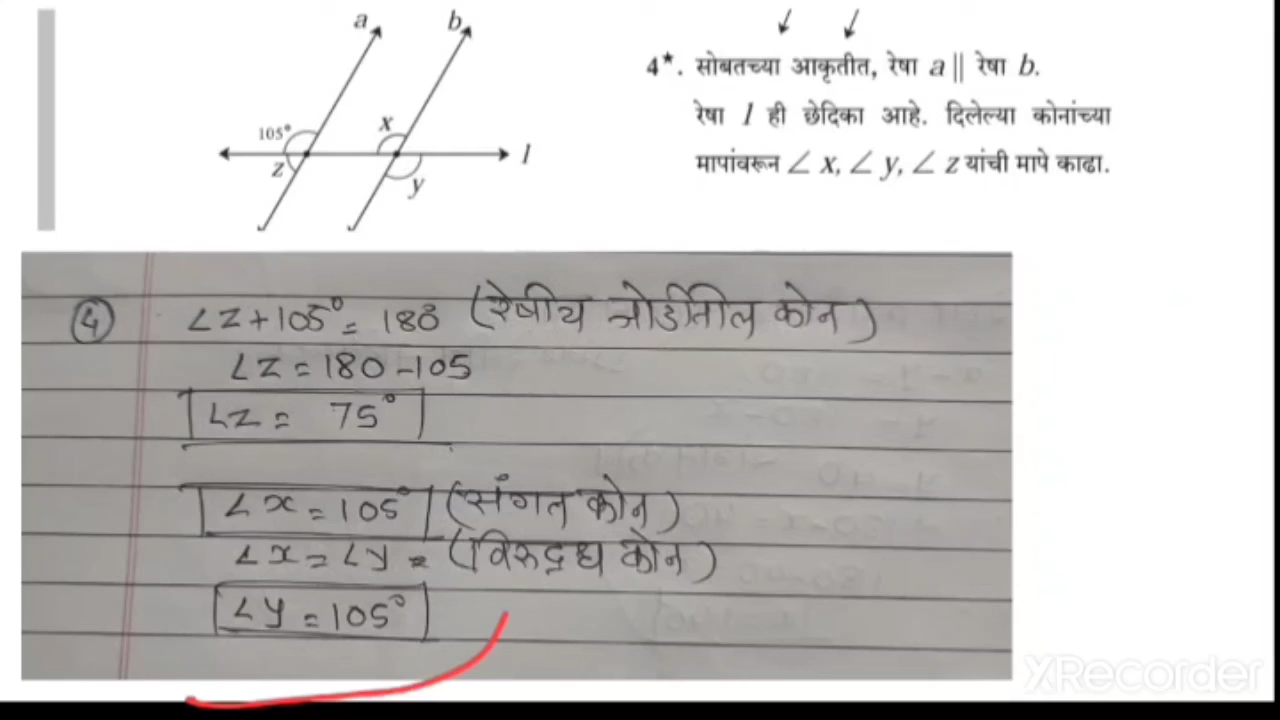 a
b
105°
x
l
z
y
4*. सोबतच्या आकृतीत, रेषा a || रेषा b.
रेषा l ही छेदिका आहे. दिलेल्या कोनांच्या
मापांवरून ∠ x, ∠ y, ∠ z यांची मापे काढा.
④ ∠Z + 105° = 180 (रेषीय जोडीतील कोन)
∠Z = 180 - 105
∠Z = 75°
∠x = 105° (संगत कोन)
∠x = ∠y = (विरुद्ध कोन)
∠y = 105°
XRecorder